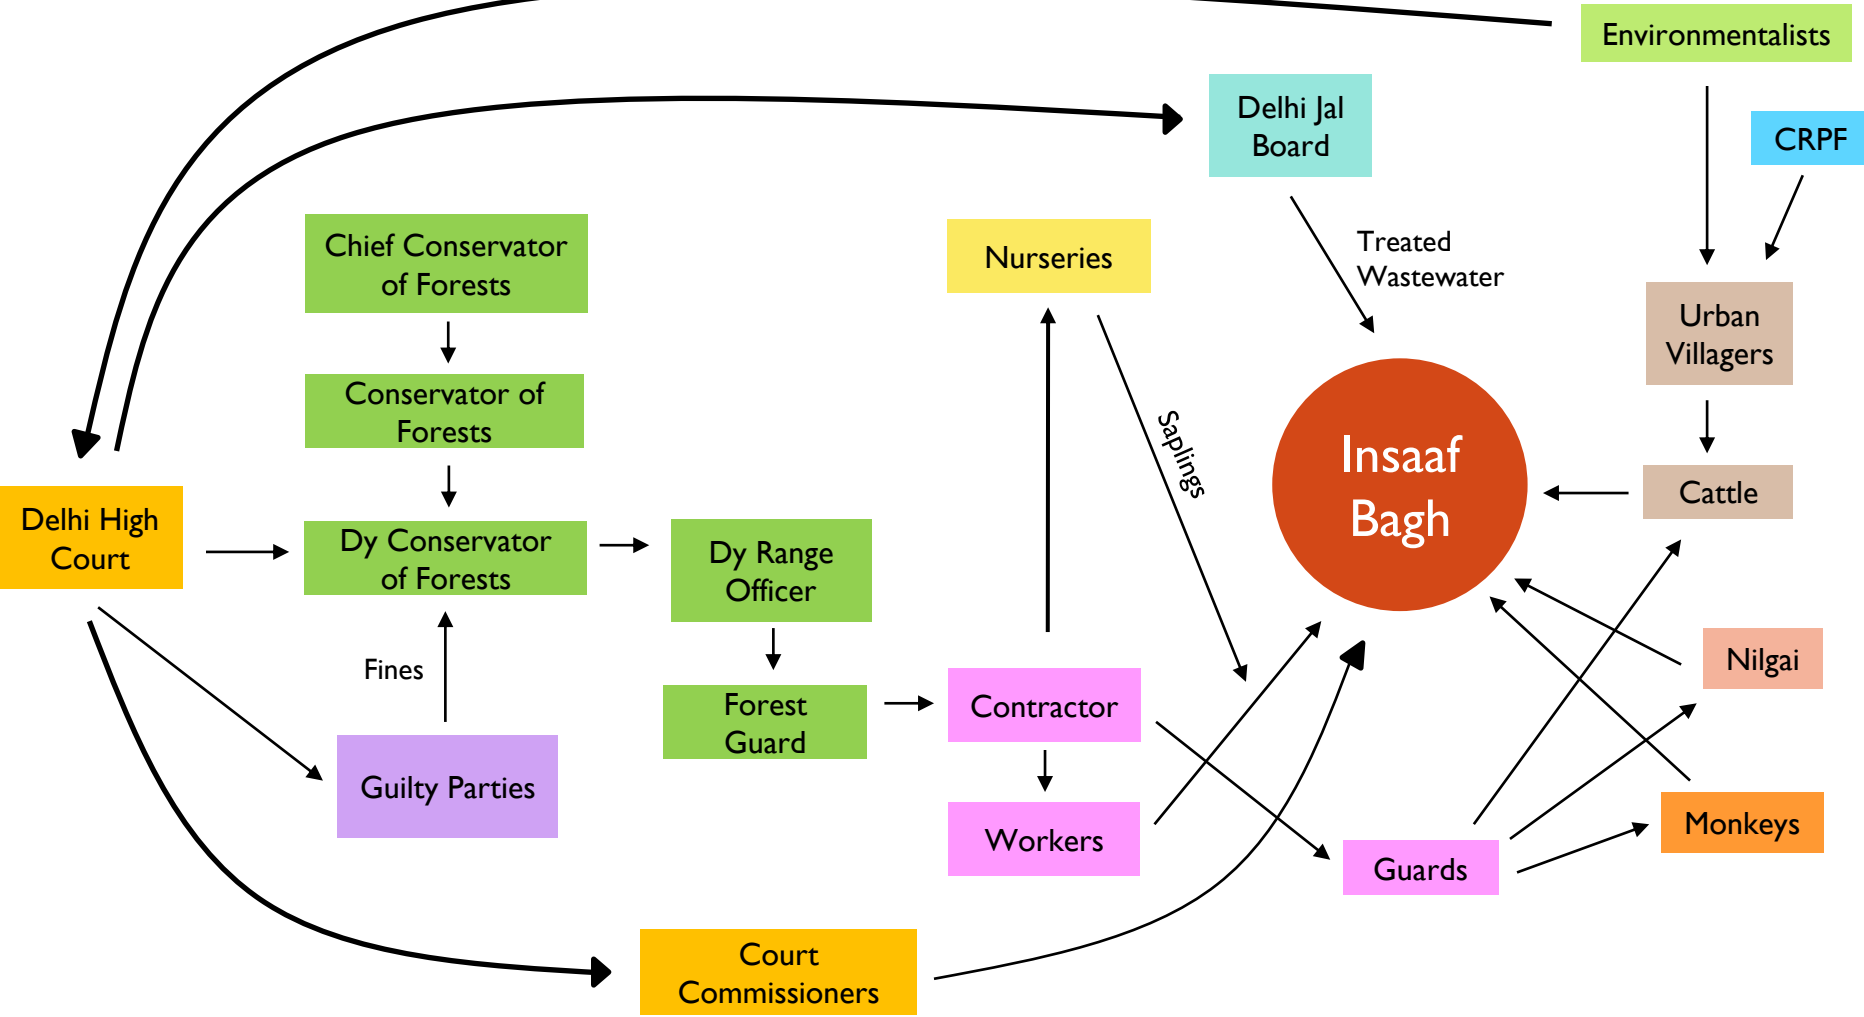 Environmentalists
Delhi Jal
Board
CRPF
Chief Conservator
of Forests
Nurseries
Treated
Wastewater
Urban
Villagers
Conservator of
Forests
Saplings
Insaaf
Bagh
Cattle
Delhi High
Court
Dy Conservator
of Forests
Dy Range
Officer
Fines
Nilgai
Forest
Guard
Contractor
Guilty Parties
Workers
Monkeys
Guards
Court
Commissioners